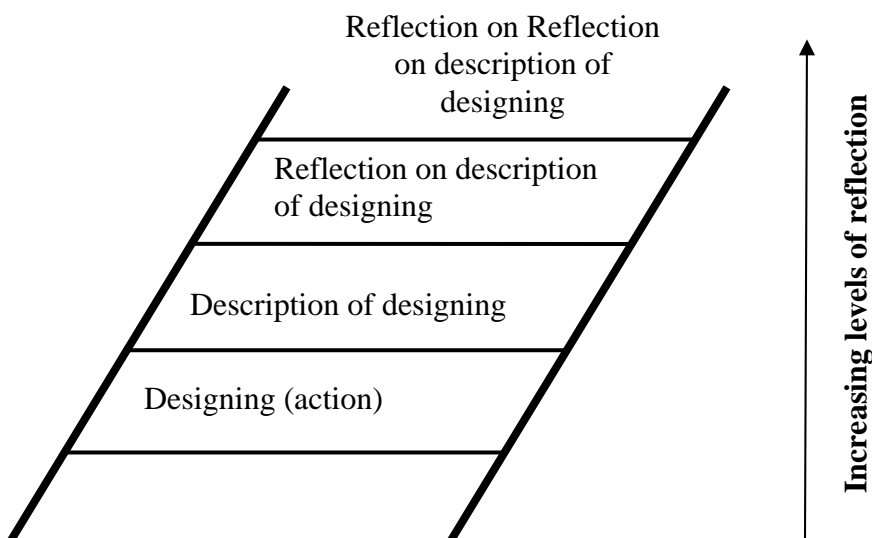 Reflection on Reflection
on description of
designing
Reflection on description
of designing
Description of designing
Designing (action)
Increasing levels of reflection